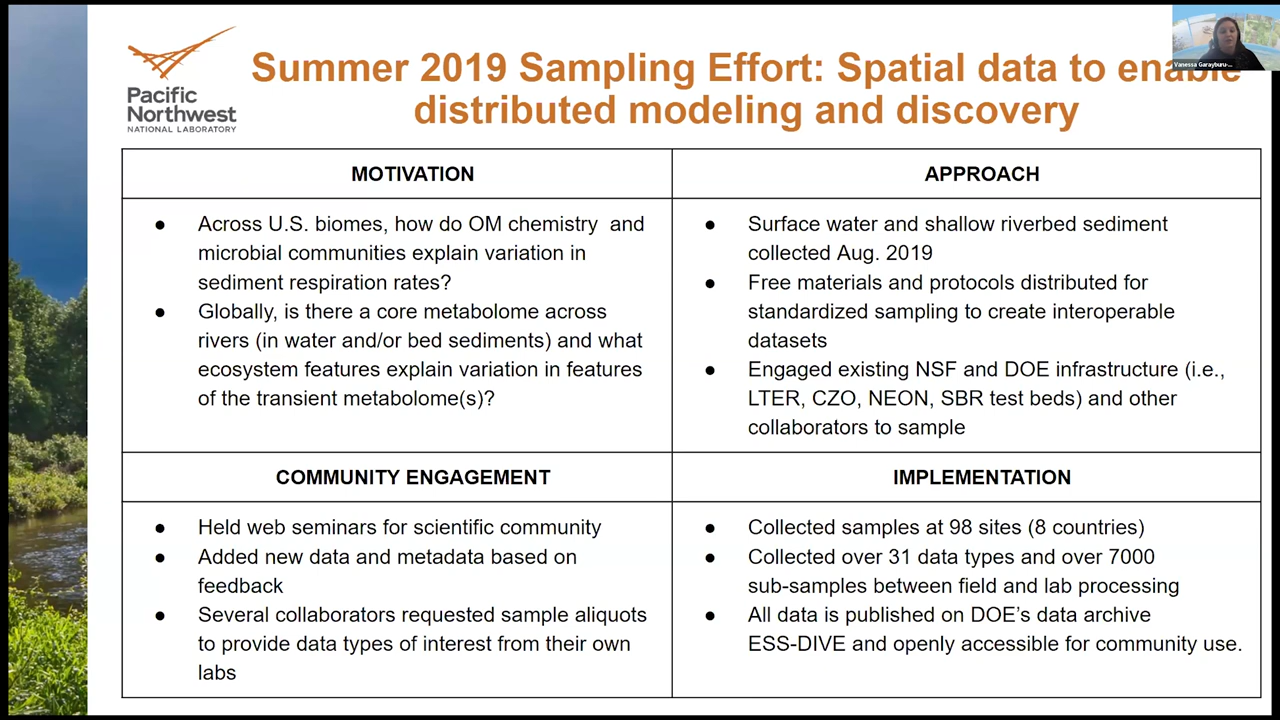 Pacific
Northwest
NATIONAL LABORATORY
Summer 2019 Sampling Effort: Spatial data to enable
distributed modeling and discovery
Vanessa Garayburu-...
MOTIVATION
● Across U.S. biomes, how do OM chemistry and
microbial communities explain variation in
sediment respiration rates?
● Globally, is there a core metabolome across
rivers (in water and/or bed sediments) and what
ecosystem features explain variation in features
of the transient metabolome(s)?
APPROACH
● Surface water and shallow riverbed sediment
collected Aug. 2019
● Free materials and protocols distributed for
standardized sampling to create interoperable
datasets
● Engaged existing NSF and DOE infrastructure (i.e.,
LTER, CZO, NEON, SBR test beds) and other
collaborators to sample
COMMUNITY ENGAGEMENT
● Held web seminars for scientific community
● Added new data and metadata based on
feedback
● Several collaborators requested sample aliquots
to provide data types of interest from their own
labs
IMPLEMENTATION
● Collected samples at 98 sites (8 countries)
● Collected over 31 data types and over 7000
sub-samples between field and lab processing
● All data is published on DOE’s data archive
ESS-DIVE and openly accessible for community use.